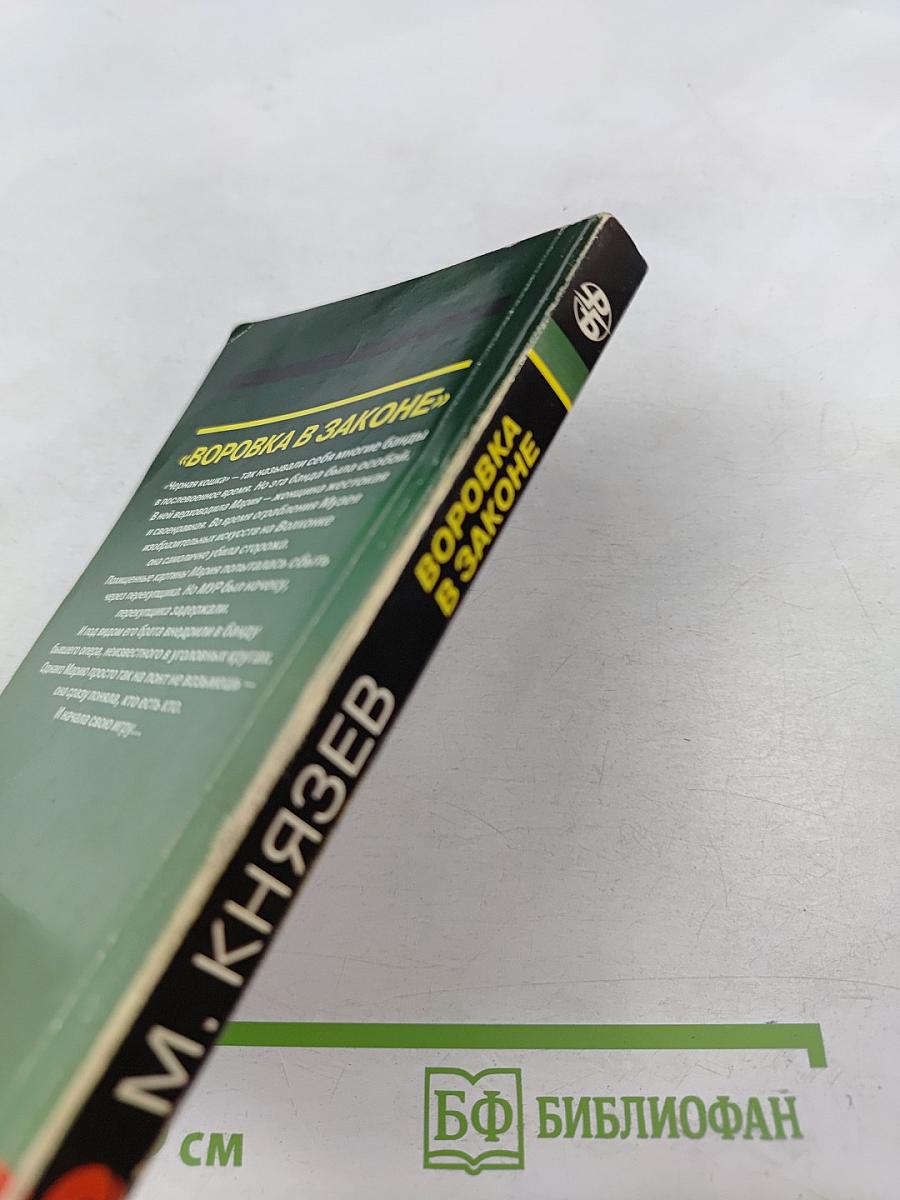 «ВОРОВКА В ЗАКОНЕ»
«Черная кошка» — так называли себя многие банды
в послевоенное время. Но эта банда была особой.
В ней верховодила Мария — женщина жестокая
и своенравная. Во время ограбления Музея
изобразительных искусств на Волхонке
она самолично убила сторожа.
Похищенные картины Мария попыталась сбыть
через перекупщика. Но МУР был начеку,
перекупщика задержали.
И под видом его брата внедрили в банду
бывшего опера, неизвестного в уголовных кругах.
Однако Марию просто так на понт не возьмешь —
она сразу поняла, кто есть кто.
И начала свою игру...
М. КНЯЗЕВ
ВОРОВКА
В ЗАКОНЕ
СМ
БФ БИБЛИОФАН